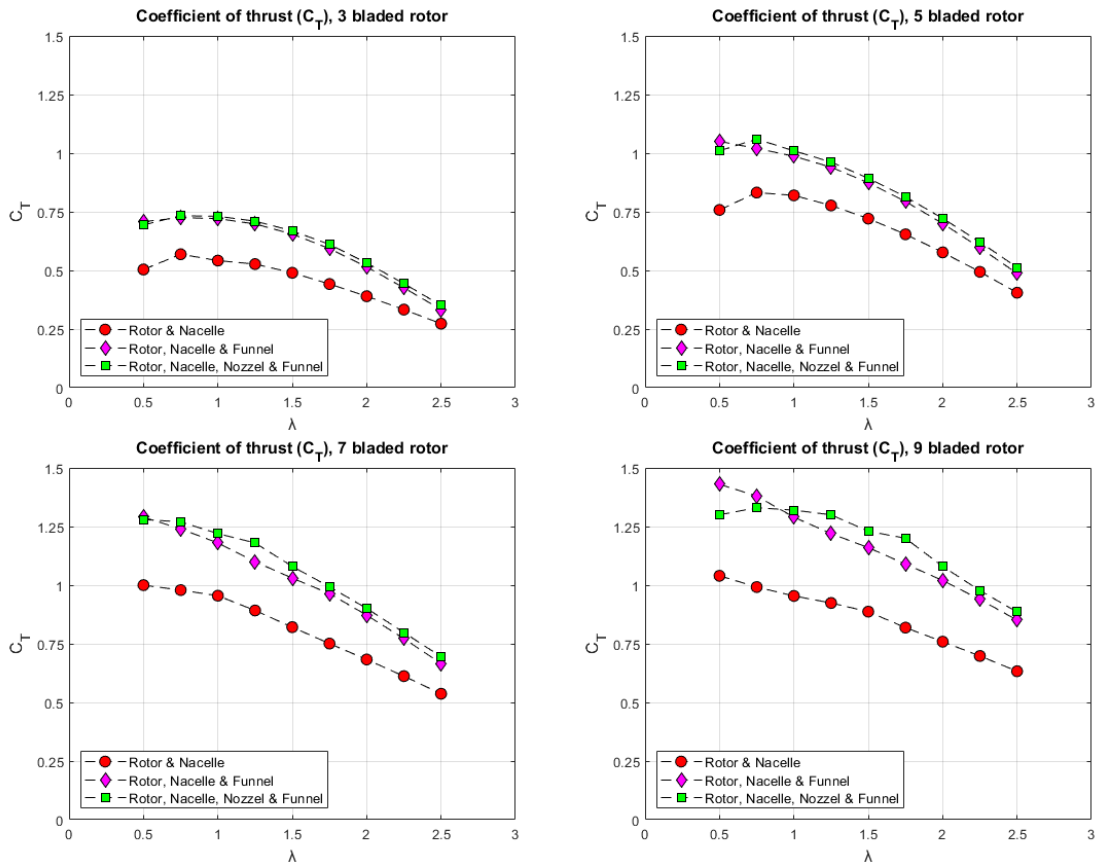 Coefficient of thrust (C_T), 3 bladed rotor
1.5
1.25
1
0.75
0.5
0.25
0
C_T
Rotor & Nacelle
Rotor, Nacelle & Funnel
Rotor, Nacelle, Nozzel & Funnel
0 0.5 1 1.5 2 2.5 3
λ
Coefficient of thrust (C_T), 5 bladed rotor
1.5
1.25
1
0.75
0.5
0.25
0
C_T
Rotor & Nacelle
Rotor, Nacelle & Funnel
Rotor, Nacelle, Nozzel & Funnel
0 0.5 1 1.5 2 2.5 3
λ
Coefficient of thrust (C_T), 7 bladed rotor
1.5
1.25
1
0.75
0.5
0.25
0
C_T
Rotor & Nacelle
Rotor, Nacelle & Funnel
Rotor, Nacelle, Nozzel & Funnel
0 0.5 1 1.5 2 2.5 3
λ
Coefficient of thrust (C_T), 9 bladed rotor
1.5
1.25
1
0.75
0.5
0.25
0
C_T
Rotor & Nacelle
Rotor, Nacelle & Funnel
Rotor, Nacelle, Nozzel & Funnel
0 0.5 1 1.5 2 2.5 3
λ